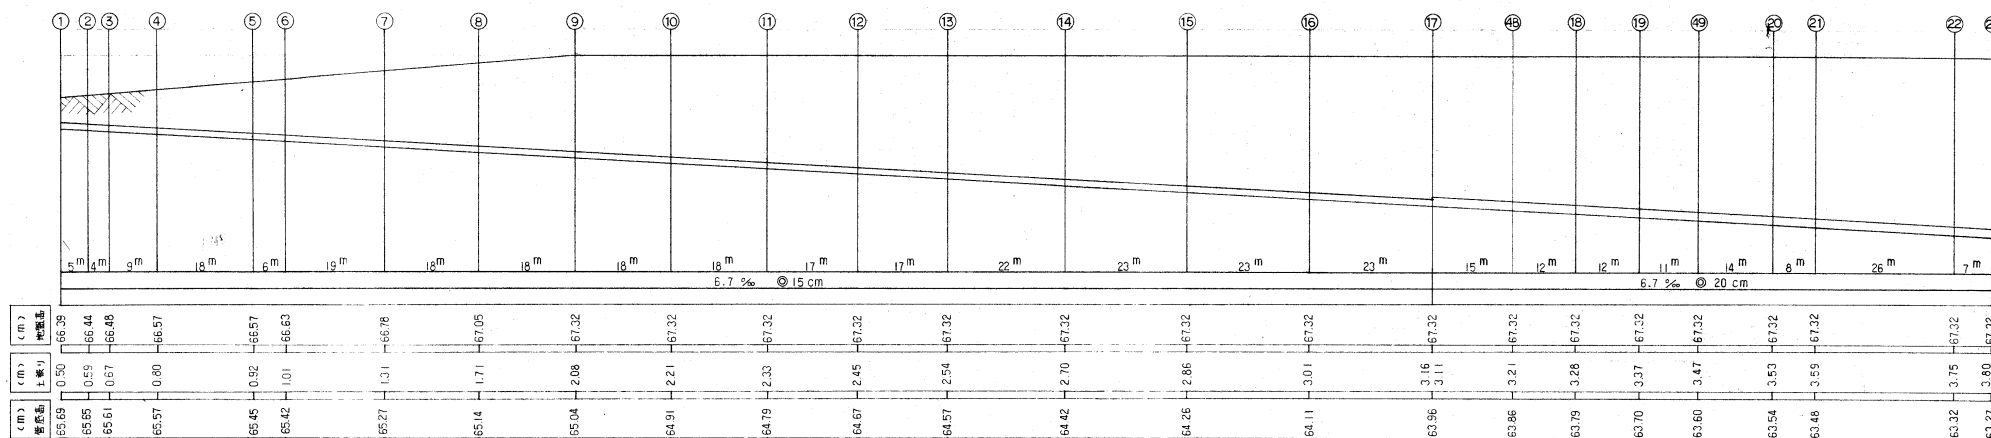 ① ② ③ ④ ⑤ ⑥ ⑦ ⑧ ⑨ ⑩ ⑪ ⑫ ⑬ ⑭ ⑮ ⑯ ⑰ ㊽ ⑱ ⑲ ㊾ ⑳ ㉑ ㉒
5m 4m 9m 18m 6m 19m 18m 18m 18m 18m 17m 17m 22m 23m 23m 23m 15m 12m 12m 11m 14m 8m 26m 7m
6.7 ‰ ◎ 15 cm 6.7 ‰ ◎ 20 cm
地盤高 (m) 66.39 66.44 66.48 66.57 66.57 66.63 66.78 67.05 67.32 67.32 67.32 67.32 67.32 67.32 67.32 67.32 67.32 67.32 67.32 67.32 67.32 67.32 67.32 67.32 67.32
土被り (m) 0.50 0.59 0.67 0.80 0.92 1.01 1.31 1.71 2.08 2.21 2.33 2.45 2.54 2.70 2.86 3.01 3.16 3.11 3.21 3.28 3.37 3.47 3.53 3.59 3.75 3.80
管底高 (m) 65.69 65.65 65.61 65.57 65.45 65.42 65.27 65.14 65.04 64.91 64.79 64.67 64.57 64.42 64.26 64.11 63.96 63.86 63.79 63.70 63.60 63.54 63.48 63.32 63.27